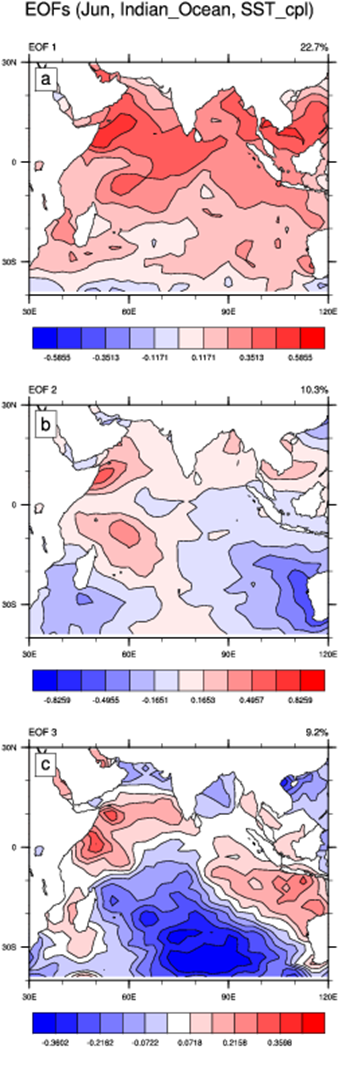 EOFs (Jun, Indian_Ocean, SST_cpl)
EOF 1 22.7%
a
30N
0
30S
30E 60E 90E 120E
-0.5855 -0.3513 -0.1171 0.1171 0.3513 0.5855
EOF 2 10.3%
b
30N
0
30S
30E 60E 90E 120E
-0.8259 -0.4955 -0.1651 0.1653 0.4957 0.8259
EOF 3 9.2%
c
30N
0
30S
30E 60E 90E 120E
-0.3602 -0.2162 -0.0722 0.0718 0.2158 0.3598